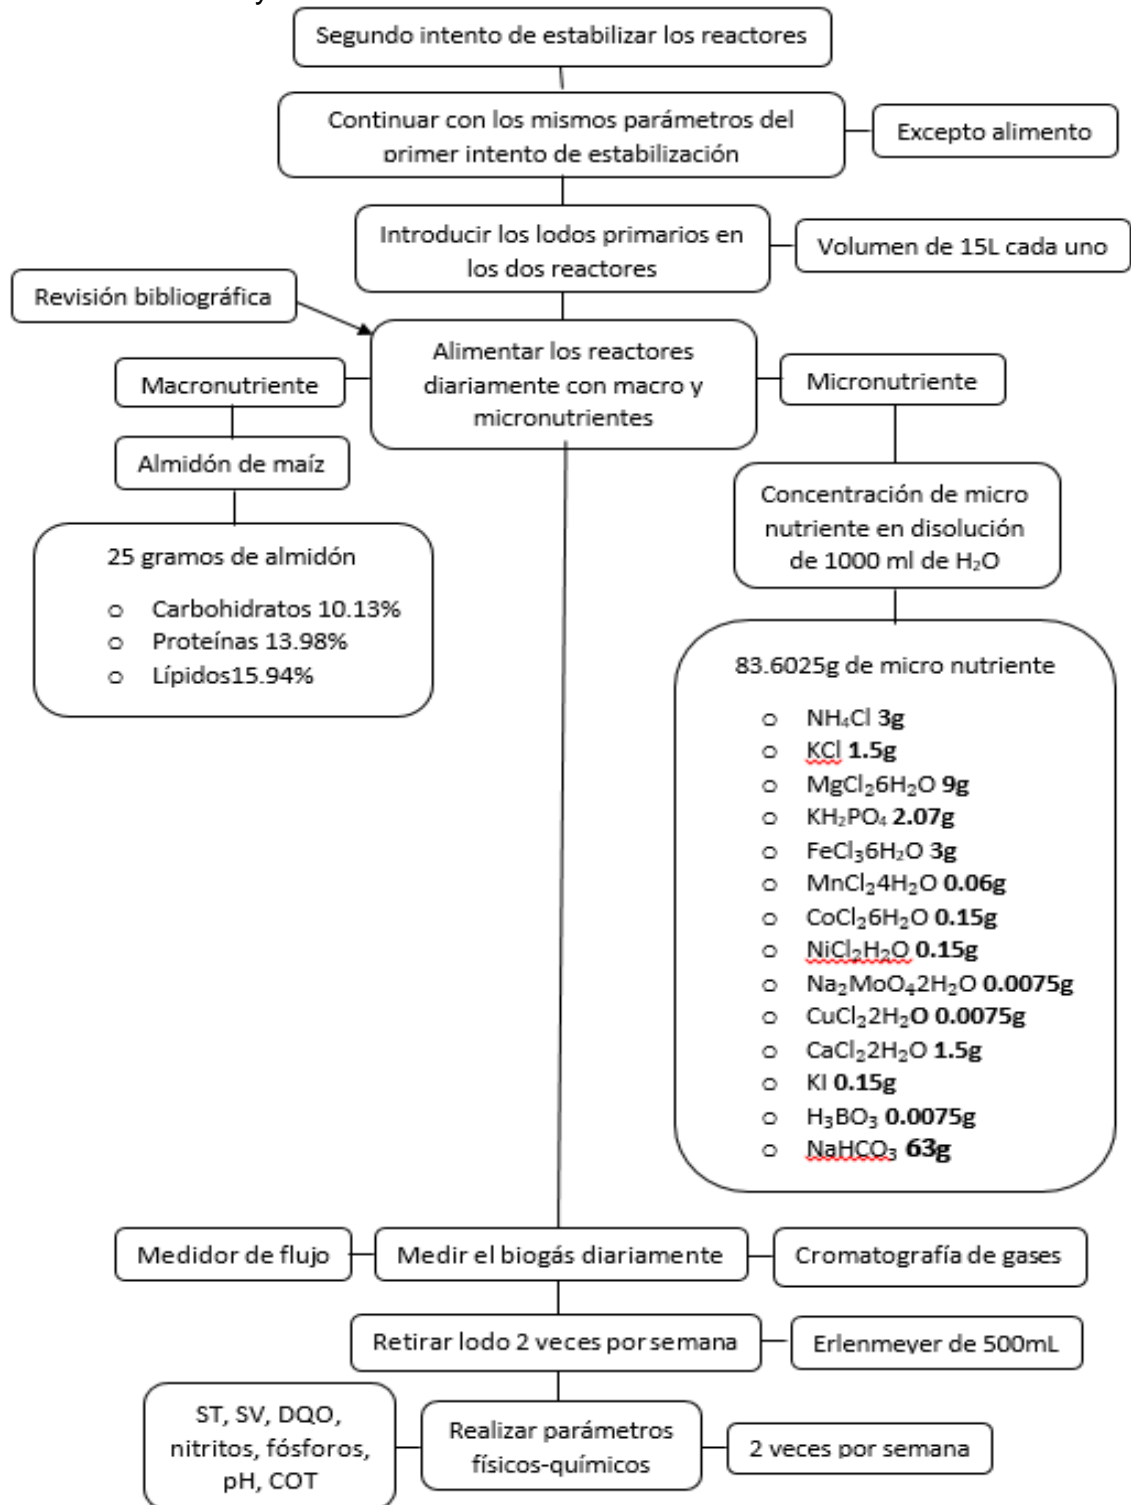 Segundo intento de estabilizar los reactores
Continuar con los mismos parámetros del
primer intento de estabilización
Excepto alimento
Introducir los lodos primarios en
los dos reactores
Volumen de 15L cada uno
Revisión bibliográfica
Alimentar los reactores
diariamente con macro y
micronutrientes
Macronutriente
Micronutriente
Almidón de maíz
25 gramos de almidón
o Carbohidratos 10.13%
o Proteínas 13.98%
o Lípidos15.94%
Concentración de micro
nutriente en disolución
de 1000 ml de H₂O
83.6025g de micro nutriente
o NH₄Cl 3g
o KCl 1.5g
o MgCl₂6H₂O 9g
o KH₂PO₄ 2.07g
o FeCl₃6H₂O 3g
o MnCl₂4H₂O 0.06g
o CoCl₂6H₂O 0.15g
o NiCl₂H₂O 0.15g
o Na₂MoO₄2H₂O 0.0075g
o CuCl₂2H₂O 0.0075g
o CaCl₂2H₂O 1.5g
o KI 0.15g
o H₃BO₃ 0.0075g
o NaHCO₃ 63g
Medidor de flujo
Medir el biogás diariamente
Cromatografía de gases
Retirar lodo 2 veces por semana
Erlenmeyer de 500mL
ST, SV, DQO,
nitritos, fósforos,
pH, COT
Realizar parámetros
físicos-químicos
2 veces por semana